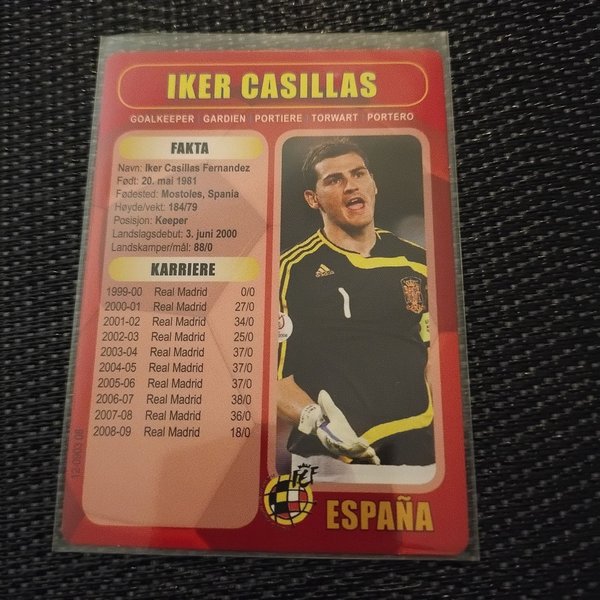 IKER CASILLAS
GOALKEEPER | GARDIEN | PORTIERE | TORWART | PORTERO
FAKTA
Navn: Iker Casillas Fernandez
Født: 20. mai 1981
Fødested: Mostoles, Spania
Høyde/vekt: 184/79
Posisjon: Keeper
Landslagsdebut: 3. juni 2000
Landskamper/mål: 88/0
KARRIERE
1999-00 Real Madrid 0/0
2000-01 Real Madrid 27/0
2001-02 Real Madrid 34/0
2002-03 Real Madrid 25/0
2003-04 Real Madrid 37/0
2004-05 Real Madrid 37/0
2005-06 Real Madrid 37/0
2006-07 Real Madrid 38/0
2007-08 Real Madrid 36/0
2008-09 Real Madrid 18/0
adidas
1
ESPAÑA